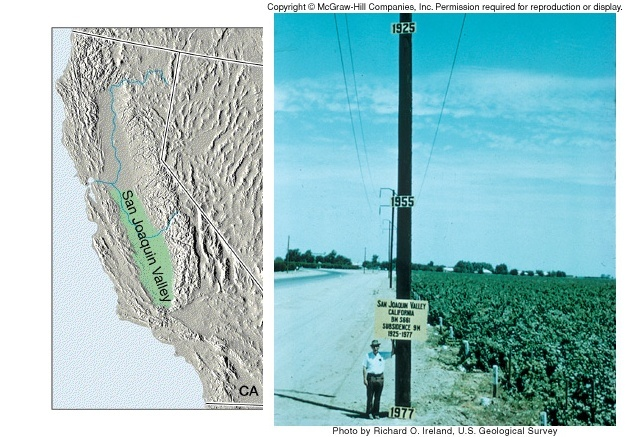 Copyright © McGraw-Hill Companies, Inc. Permission required for reproduction or display.
San Joaquin Valley
CA
1925
1955
SAN JOAQUIN VALLEY
CALIFORNIA
BM S661
SUBSIDENCE 9M
1925-1977
1977
Photo by Richard O. Ireland, U.S. Geological Survey